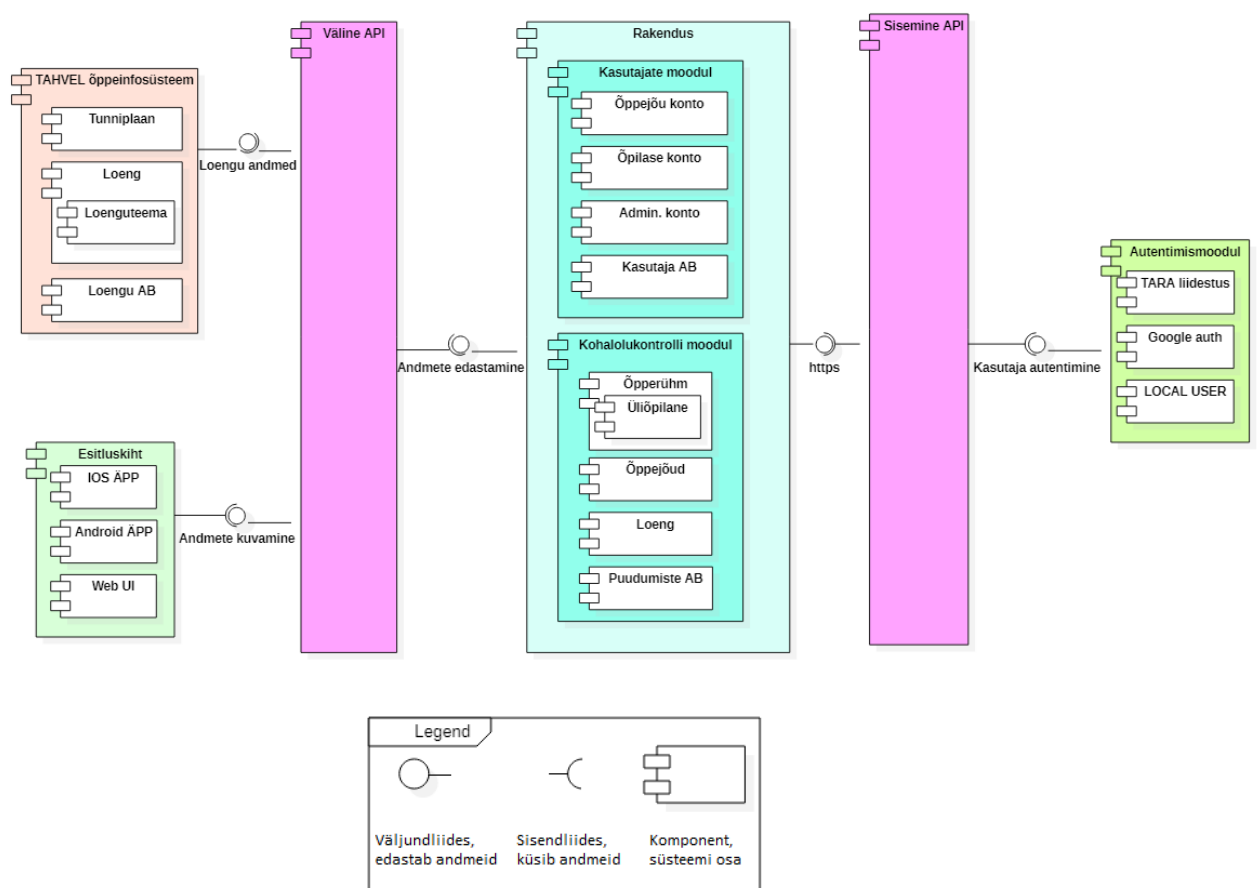 TAHVEL õppeinfosüsteem
Tunniplaan
Loeng
Loenguteema
Loengu AB
Loengu andmed
Esitluskiht
IOS ÄPP
Android ÄPP
Web UI
Andmete kuvamine
Väline API
Andmete edastamine
Rakendus
Kasutajate moodul
Õppejõu konto
Õpilase konto
Admin. konto
Kasutaja AB
Kohalolukontrolli moodul
Õpperühm
Üliõpilane
Õppejõud
Loeng
Puudumiste AB
https
Sisemine API
Kasutaja autentimine
Autentimismoodul
TARA liidestus
Google auth
LOCAL USER
Legend
Väljundliides,
edastab andmeid
Sisendliides,
küsib andmeid
Komponent,
süsteemi osa